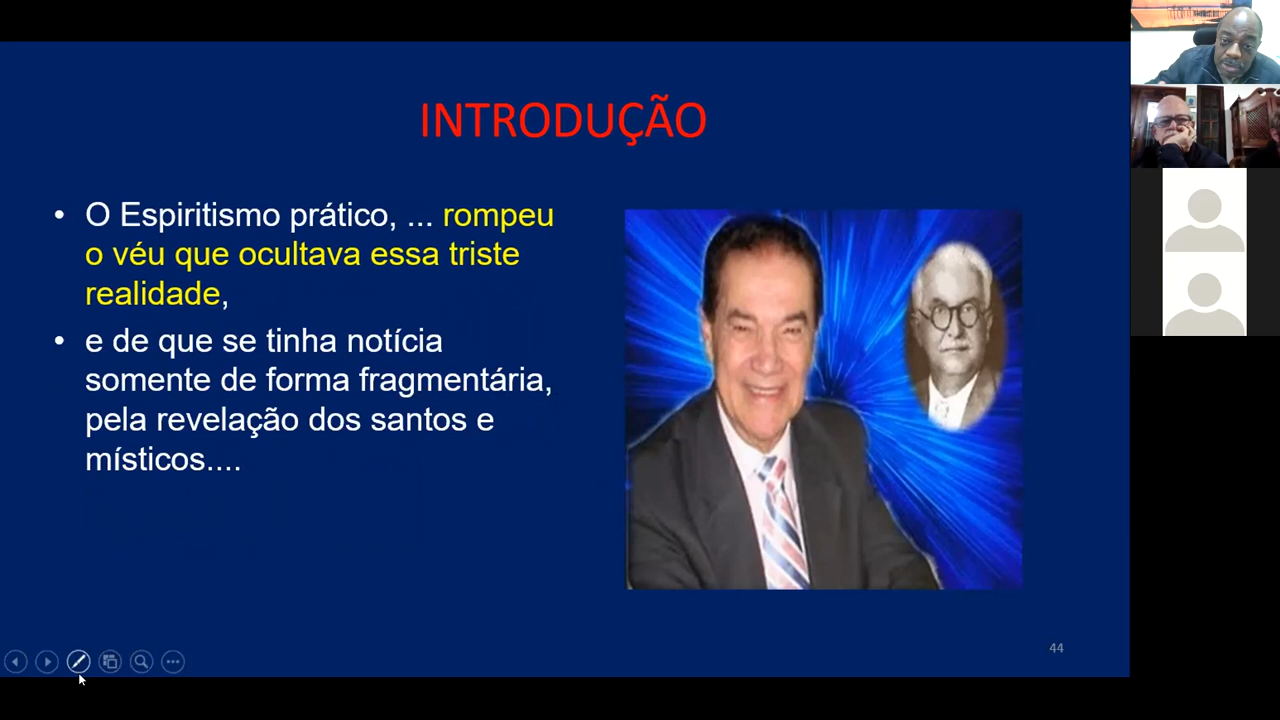 INTRODUÇÃO
• O Espiritismo prático, ... rompeu
o véu que ocultava essa triste
realidade,
• e de que se tinha notícia
somente de forma fragmentária,
pela revelação dos santos e
místicos....
44